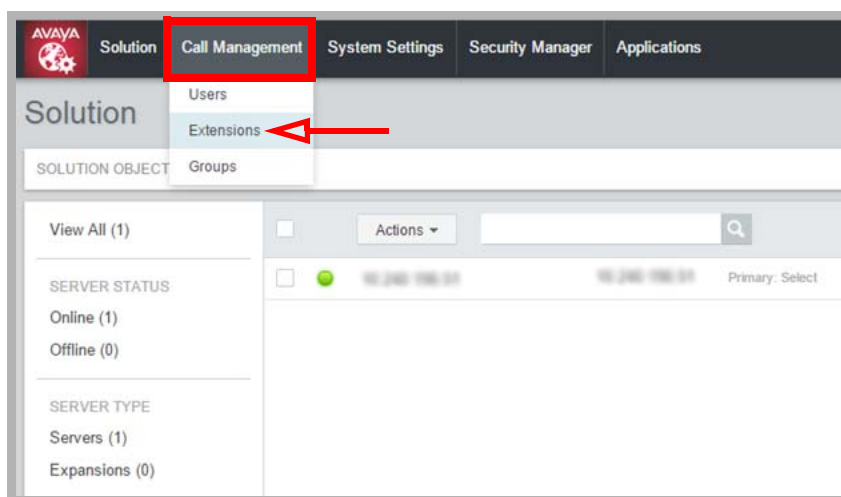 AVAYA
Solution Call Management System Settings Security Manager Applications
Users
Solution
Extensions
SOLUTION OBJECT Groups
View All (1) Actions
SERVER STATUS
Primary: Select
Online (1)
Offline (0)
SERVER TYPE
Servers (1)
Expansions (0)